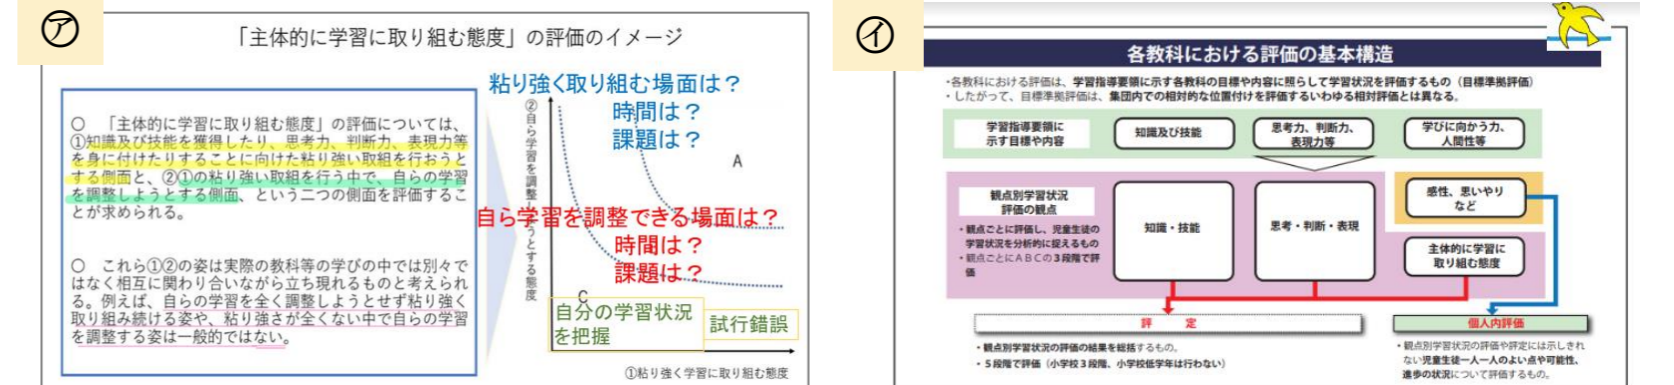 ア
「主体的に学習に取り組む態度」の評価のイメージ
○　「主体的に学習に取り組む態度」の評価については、
①知識及び技能を獲得したり、思考力、判断力、表現力等
を身に付けたりすることに向けた粘り強い取組を行おうと
する側面と、②①の粘り強い取組を行う中で、自らの学習
を調整しようとする側面、という二つの側面を評価するこ
とが求められる。
○　これら①②の姿は実際の教科等の学びの中では別々で
はなく相互に関わり合いながら立ち現れるものと考えられ
る。例えば、自らの学習を全く調整しようとせず粘り強く
取り組み続ける姿や、粘り強さが全くない中で自らの学習
を調整する姿は一般的ではない。
粘り強く取り組む場面は？
時間は？
課題は？
②自ら学習を調整しようとする態度
A
自ら学習を調整できる場面は？
時間は？
課題は？
C
自分の学習状況
を把握
試行錯誤
①粘り強く学習に取り組む態度
イ
各教科における評価の基本構造
・各教科における評価は、学習指導要領に示す各教科の目標や内容に照らして学習状況を評価するもの（目標準拠評価）
・したがって、目標準拠評価は、集団内での相対的な位置付けを評価するいわゆる相対評価とは異なる。
学習指導要領に
示す目標や内容
知識及び技能
思考力、判断力、
表現力等
学びに向かう力、
人間性等
観点別学習状況
評価の観点
・観点ごとに評価し、児童生徒の
学習状況を分析的に捉えるもの
・観点ごとにＡＢＣの３段階で評
価
知識・技能
思考・判断・表現
感性、思いやり
など
主体的に学習に
取り組む態度
評　定
・観点別学習状況の評価の結果を総括するもの。
・５段階で評価（小学校３段階、小学校低学年は行わない）
個人内評価
・観点別学習状況の評価や評定には示しきれ
ない児童生徒一人一人のよい点や可能性、
進歩の状況について評価するもの。